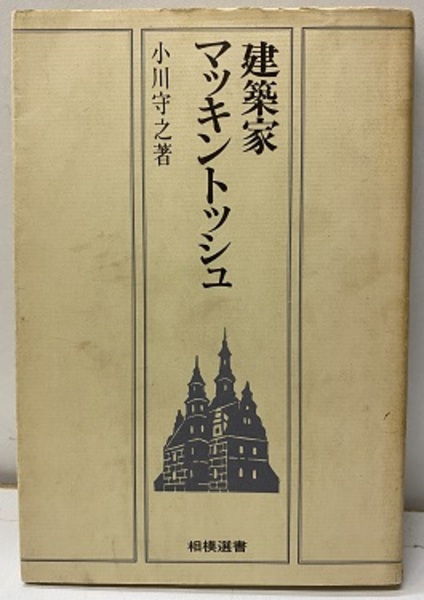 建築家
マッキントッシュ
小川守之著
相模選書